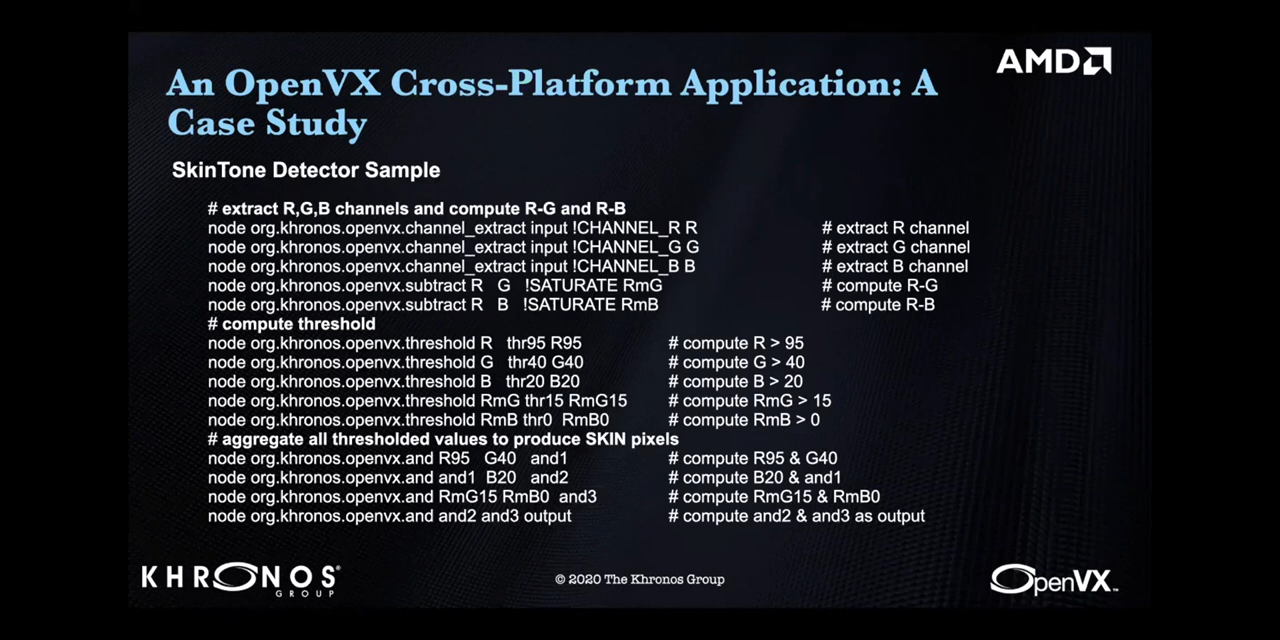 AMD
An OpenVX Cross-Platform Application: A
Case Study
SkinTone Detector Sample
# extract R,G,B channels and compute R-G and R-B
node org.khronos.openvx.channel_extract input !CHANNEL_R R # extract R channel
node org.khronos.openvx.channel_extract input !CHANNEL_G G # extract G channel
node org.khronos.openvx.channel_extract input !CHANNEL_B B # extract B channel
node org.khronos.openvx.subtract R G !SATURATE RmG # compute R-G
node org.khronos.openvx.subtract R B !SATURATE RmB # compute R-B
# compute threshold
node org.khronos.openvx.threshold R thr95 R95 # compute R > 95
node org.khronos.openvx.threshold G thr40 G40 # compute G > 40
node org.khronos.openvx.threshold B thr20 B20 # compute B > 20
node org.khronos.openvx.threshold RmG thr15 RmG15 # compute RmG > 15
node org.khronos.openvx.threshold RmB thr0 RmB0 # compute RmB > 0
# aggregate all thresholded values to produce SKIN pixels
node org.khronos.openvx.and R95 G40 and1 # compute R95 & G40
node org.khronos.openvx.and and1 B20 and2 # compute B20 & and1
node org.khronos.openvx.and RmG15 RmB0 and3 # compute RmG15 & RmB0
node org.khronos.openvx.and and2 and3 output # compute and2 & and3 as output
KHRONOS®
GROUP
© 2020 The Khronos Group
OpenVX™